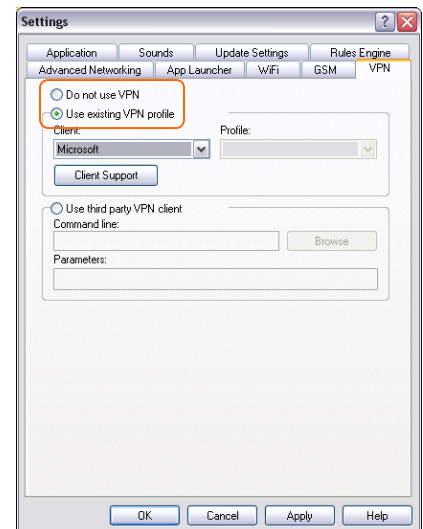 Settings
Application Sounds Update Settings Rules Engine
Advanced Networking App Launcher WiFi GSM VPN
Do not use VPN
Use existing VPN profile
Client: Profile:
Microsoft
Client Support
Use third party VPN client
Command line:
Browse
Parameters:
OK Cancel Apply Help